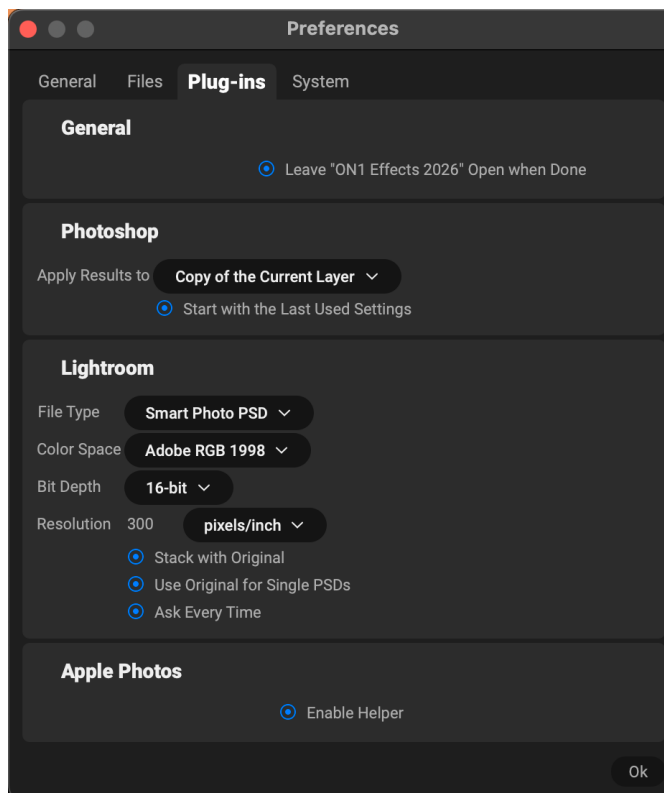 Preferences
General Files Plug-ins System
General
Leave "ON1 Effects 2026" Open when Done
Photoshop
Apply Results to Copy of the Current Layer
Start with the Last Used Settings
Lightroom
File Type Smart Photo PSD
Color Space Adobe RGB 1998
Bit Depth 16-bit
Resolution 300 pixels/inch
Stack with Original
Use Original for Single PSDs
Ask Every Time
Apple Photos
Enable Helper
Ok